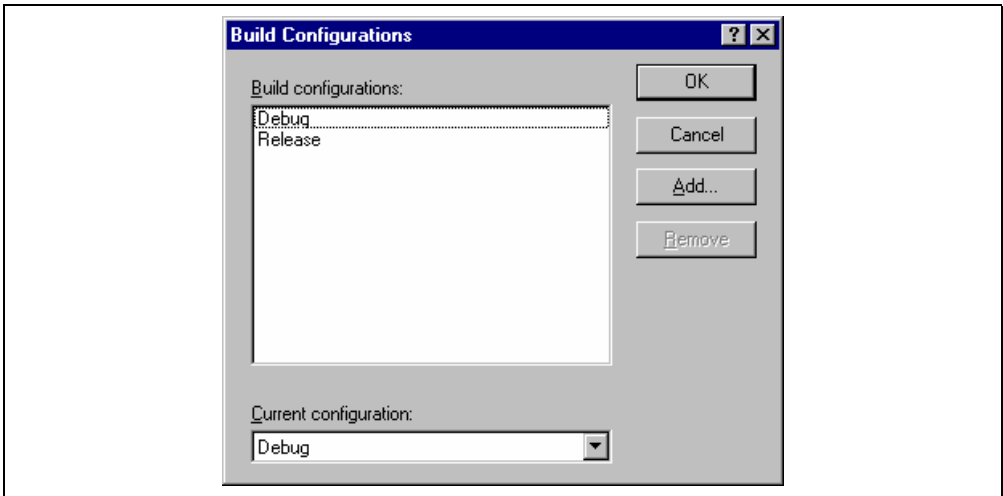 Build Configurations
Build configurations:
Debug
Release
OK
Cancel
Add...
Remove
Current configuration:
Debug